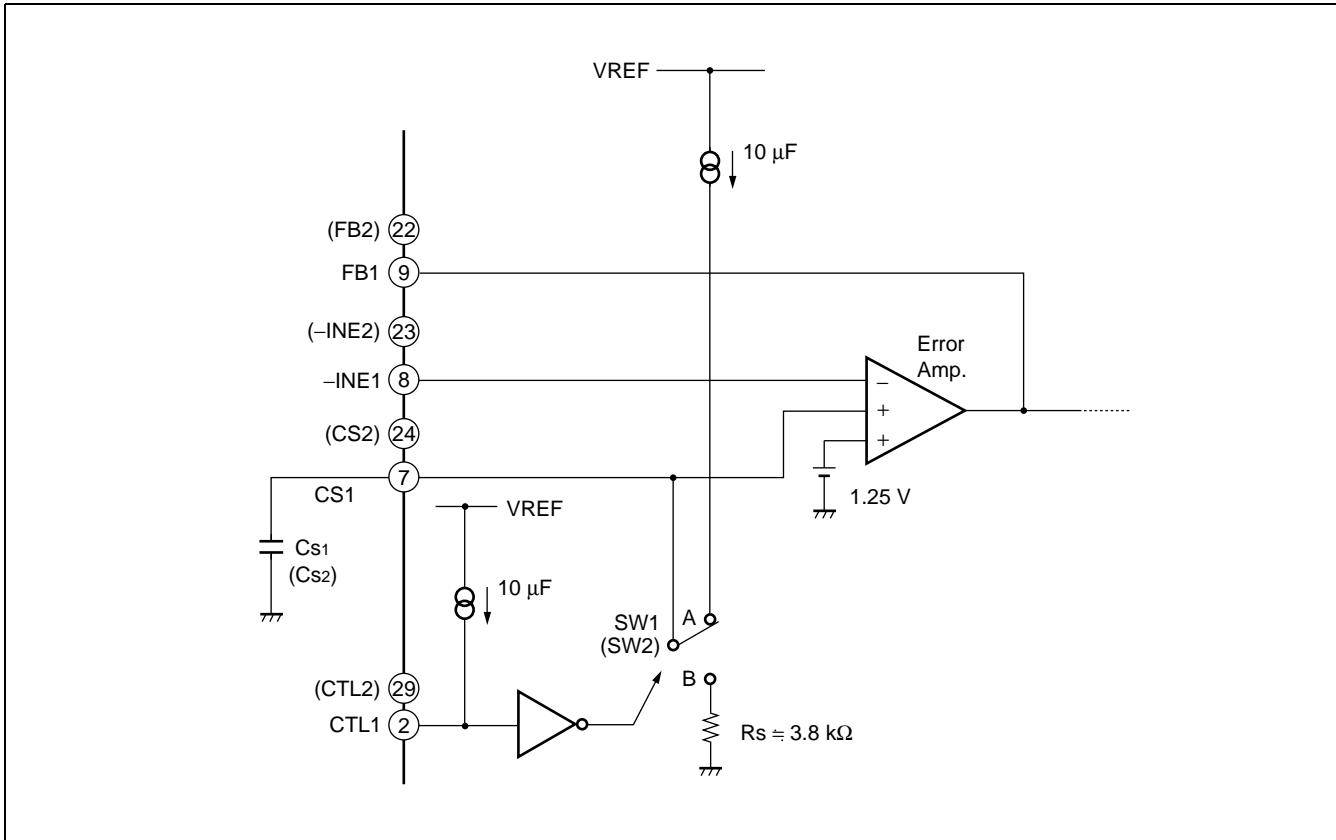 VREF
10 μF
(FB2) 22
FB1 9
(–INE2) 23
–INE1 8
(CS2) 24
7
CS1
Error
Amp.
–
+
+
1.25 V
VREF
Cs1
(Cs2)
10 μF
SW1
(SW2)
A
B
(CTL2) 29
CTL1 2
Rs ≒ 3.8 kΩ